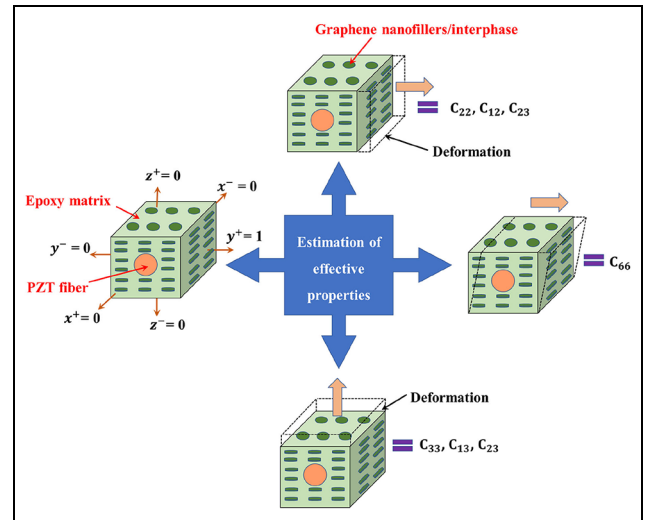 Graphene nanofillers/interphase
C₂₂, C₁₂, C₂₃
Deformation
z⁺= 0
x⁻ = 0
Epoxy matrix
y⁻ = 0
y⁺= 1
PZT fiber
x⁺= 0
z⁻= 0
Estimation of
effective
properties
C₆₆
Deformation
C₃₃, C₁₃, C₂₃